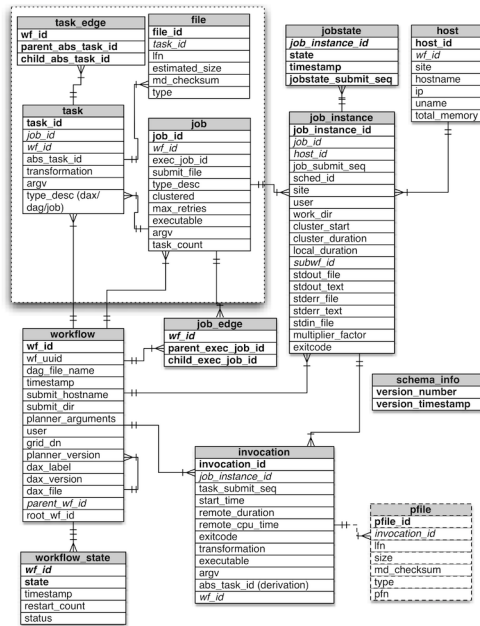 task_edge
wf_id
parent_abs_task_id
child_abs_task_id
file
file_id
task_id
lfn
estimated_size
md_checksum
type
jobstate
job_instance_id
state
timestamp
jobstate_submit_seq
host
host_id
wf_id
site
hostname
ip
uname
total_memory
task
task_id
job_id
wf_id
abs_task_id
transformation
argv
type_desc (dax/
dag/job)
job
job_id
wf_id
exec_job_id
submit_file
type_desc
clustered
max_retries
executable
argv
task_count
job_instance
job_instance_id
job_id
host_id
job_submit_seq
sched_id
site
user
work_dir
cluster_start
cluster_duration
local_duration
subwf_id
stdout_file
stdout_text
stderr_file
stderr_text
stdin_file
multiplier_factor
exitcode
job_edge
wf_id
parent_exec_job_id
child_exec_job_id
workflow
wf_id
wf_uuid
dag_file_name
timestamp
submit_hostname
submit_dir
planner_arguments
user
grid_dn
planner_version
dax_label
dax_version
dax_file
parent_wf_id
root_wf_id
schema_info
version_number
version_timestamp
invocation
invocation_id
job_instance_id
task_submit_seq
start_time
remote_duration
remote_cpu_time
exitcode
transformation
executable
argv
abs_task_id (derivation)
wf_id
pfile
pfile_id
invocation_id
lfn
size
md_checksum
type
pfn
workflow_state
wf_id
state
timestamp
restart_count
status